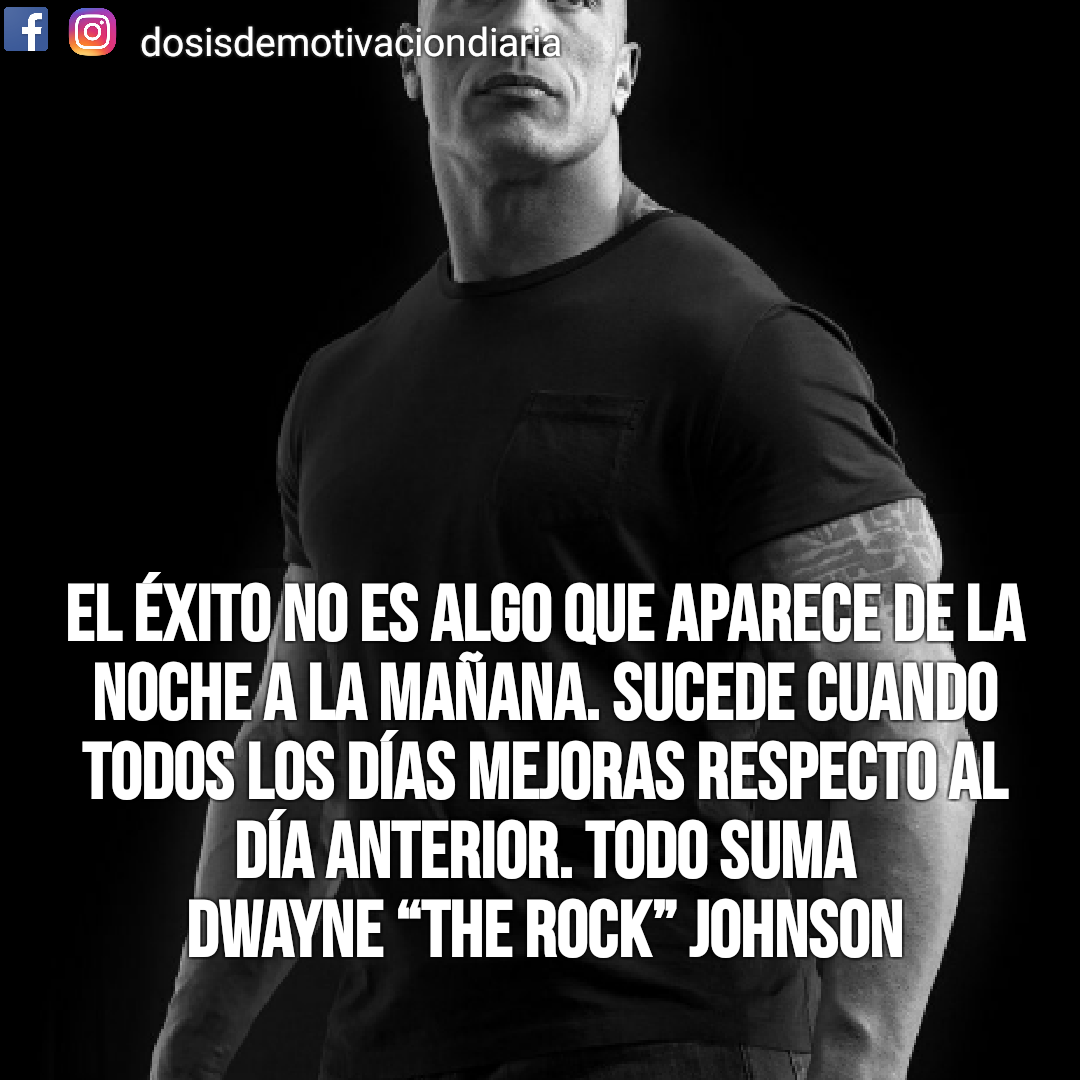 dosisdemotivaciondiaria
EL ÉXITO NO ES ALGO QUE APARECE DE LA
NOCHE A LA MAÑANA. SUCEDE CUANDO
TODOS LOS DÍAS MEJORAS RESPECTO AL
DÍA ANTERIOR. TODO SUMA
DWAYNE “THE ROCK” JOHNSON